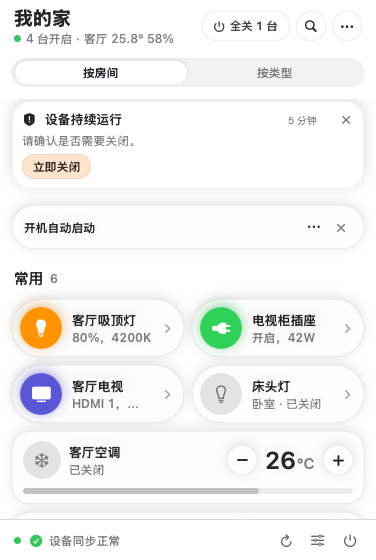 我的家
4 台开启 · 客厅 25.8° 58%
全关 1 台
按房间
按类型
设备持续运行
5 分钟
请确认是否需要关闭。
立即关闭
开机自动启动
常用 6
客厅吸顶灯
80%，4200K
电视柜插座
开启，42W
客厅电视
HDMI 1，...
床头灯
卧室 · 已关闭
客厅空调
已关闭
26°C
设备同步正常